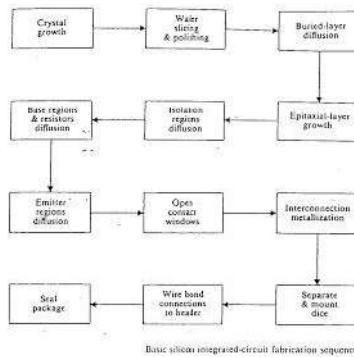 Crystal
growth
Wafer
slicing
& polishing
Buried-layer
diffusion
Base regions
& resistors
diffusion
Isolation
regions
diffusion
Epitaxial-layer
growth
Emitter
regions
diffusion
Open
contact
windows
Interconnection
metallization
Seal
package
Wire bond
connections
to header
Separate
& mount
dice
Basic silicon integrated-circuit fabrication sequence